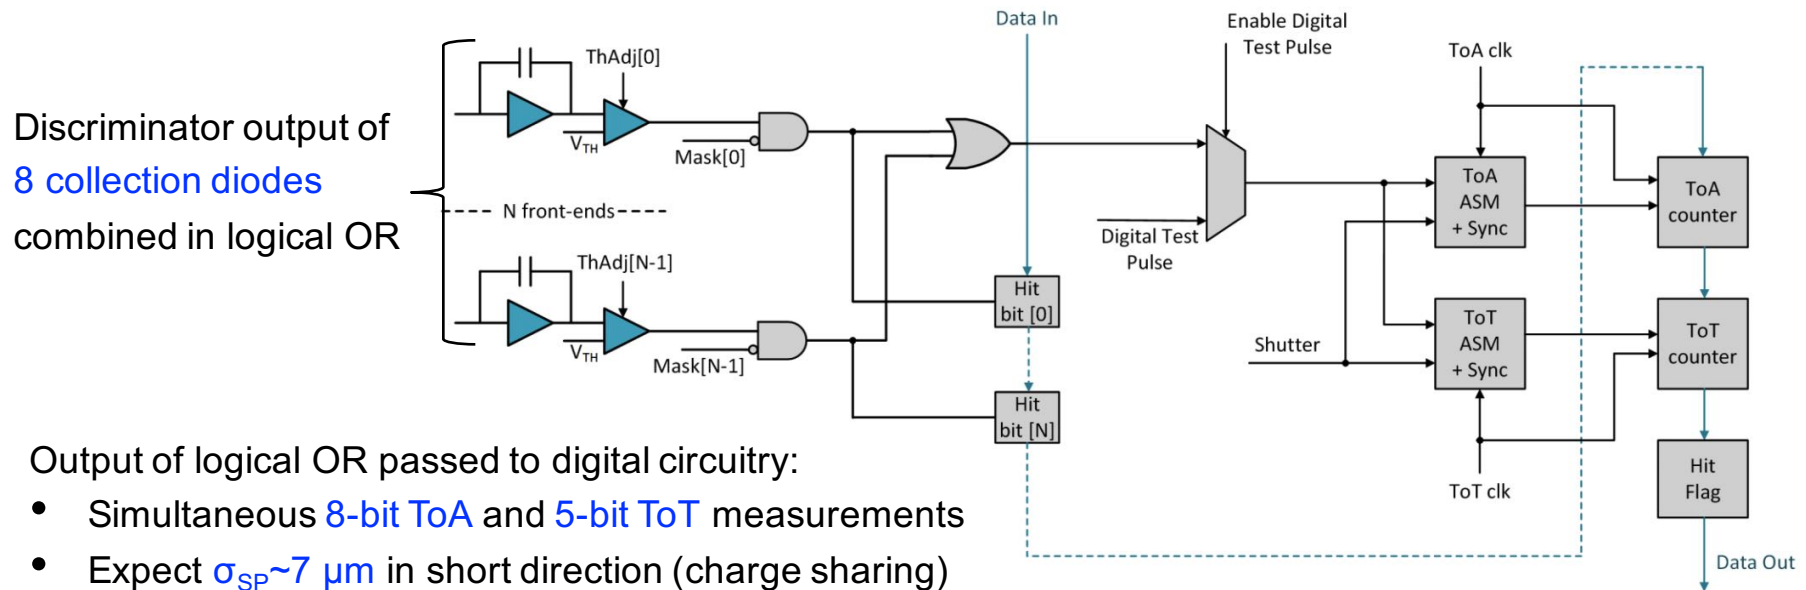 Data In
Enable Digital
Test Pulse
ToA clk
ThAdj[0]
V_TH
Mask[0]
Discriminator output of
8 collection diodes
combined in logical OR
N front-ends
Digital Test
Pulse
ToA
ASM
+ Sync
ToA
counter
ThAdj[N-1]
V_TH
Mask[N-1]
Hit
bit [0]
Shutter
ToT
ASM
+ Sync
ToT
counter
Hit
bit [N]
Output of logical OR passed to digital circuitry:
• Simultaneous 8-bit ToA and 5-bit ToT measurements
• Expect σ_SP~7 μm in short direction (charge sharing)
ToT clk
Hit
Flag
Data Out